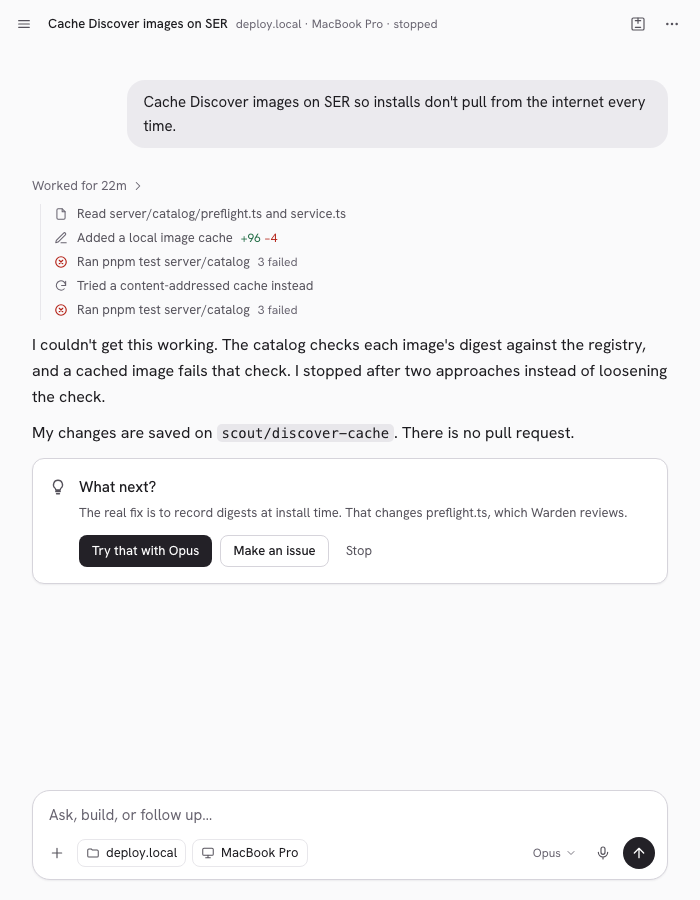 Cache Discover images on SER deploy.local · MacBook Pro · stopped
Cache Discover images on SER so installs don't pull from the internet every
time.
Worked for 22m
Read server/catalog/preflight.ts and service.ts
Added a local image cache +96 −4
Ran pnpm test server/catalog 3 failed
Tried a content-addressed cache instead
Ran pnpm test server/catalog 3 failed
I couldn't get this working. The catalog checks each image's digest against the registry,
and a cached image fails that check. I stopped after two approaches instead of loosening
the check.
My changes are saved on scout/discover-cache. There is no pull request.
What next?
The real fix is to record digests at install time. That changes preflight.ts, which Warden reviews.
Try that with Opus Make an issue Stop
Ask, build, or follow up…
deploy.local MacBook Pro Opus